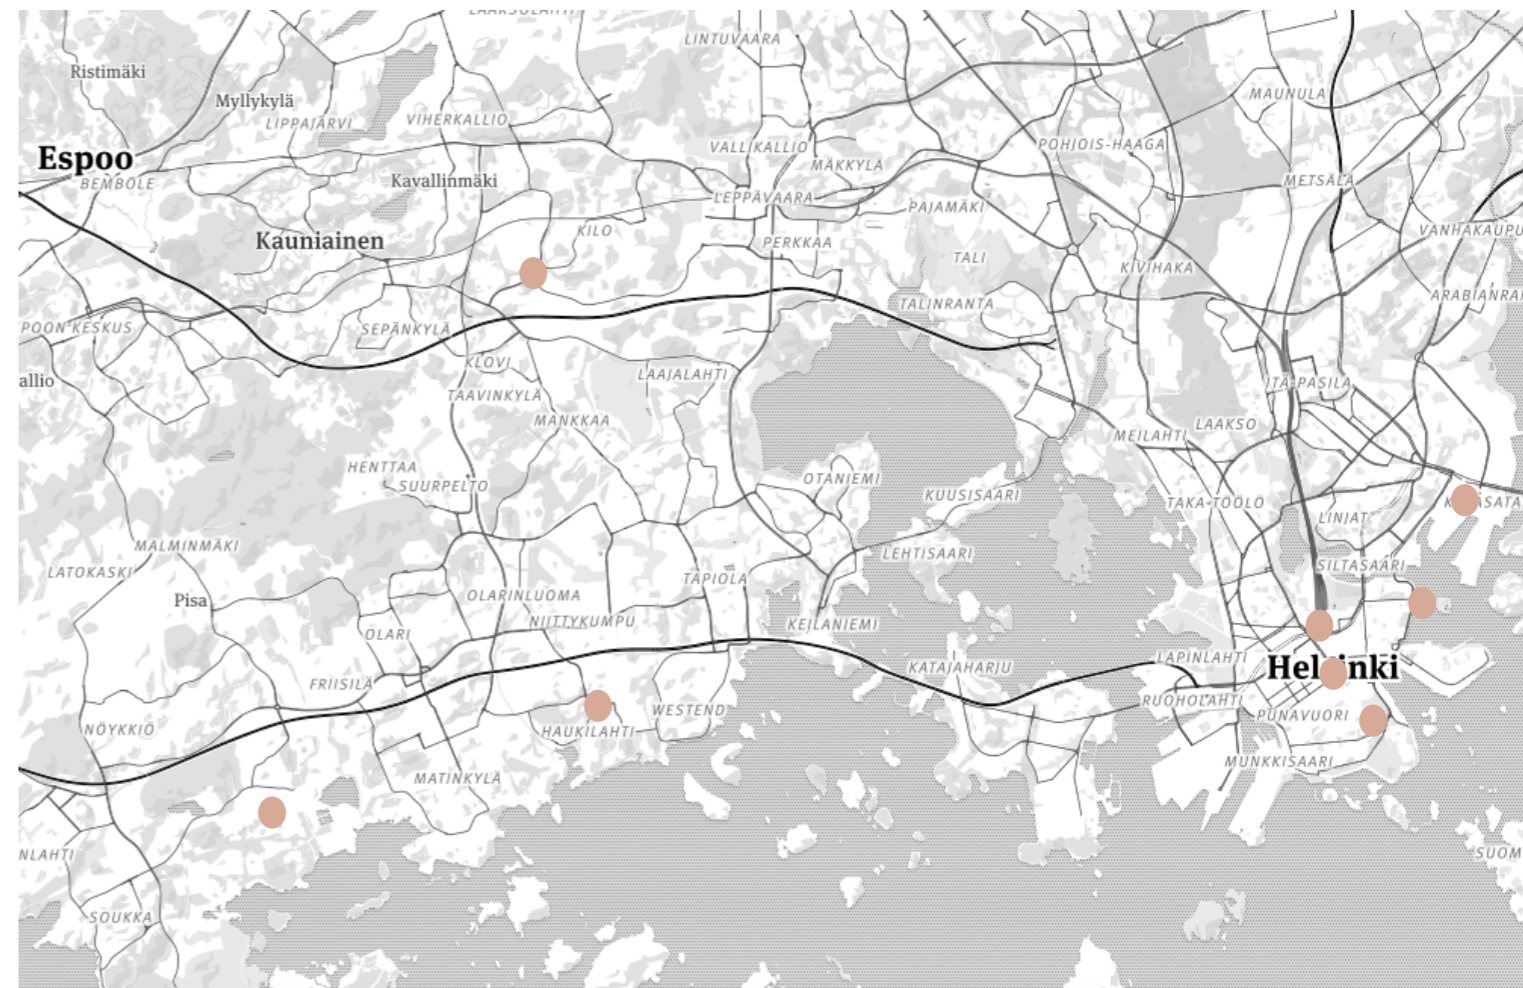 LINTUVAARA
Ristimäki
Myllykylä
MAUNULA
LIPPAJÄRVI
VIHERKALLIO
VALLIKALLIO
POHJOIS-HAAGA
Espoo
MÄKKYLÄ
BEMBÖLE
Kavallinmäki
METSÄLÄ
LEPPÄVAARA
PAJAMÄKI
Kauniainen
KILO
PERKKAA
VANHAKAUPU
TALI
KIVIHAKA
TALINRANTA
ARABIANRA
POON KESKUS
SEPÄNKYLÄ
KLOVI
LAAJALAHTI
allio
ITÄ-PASILA
TAAVINKYLÄ
MANKKAA
LAAKSO
MEILAHTI
HENTTAA
SUURPELTO
OTANIEMI
KUUSISAARI
TAKA-TÖÖLÖ
LINJAT
MALMINMÄKI
LEHTISAARI
SILTASAARI
LATOKASKI
TAPIOLA
Pisa
OLARINLUOMA
NIITTYKUMPU
KEILANIEMI
OLARI
LAPINLAHTI
KATAJAHARJU
Hel inki
FRIISILÄ
RUOHOLAHTI
WESTEND
PUNAVUORI
NÖYKKIÖ
HAUKILAHTI
MUNKKISAARI
MATINKYLÄ
NLAHTI
SUOM
SOUKKA